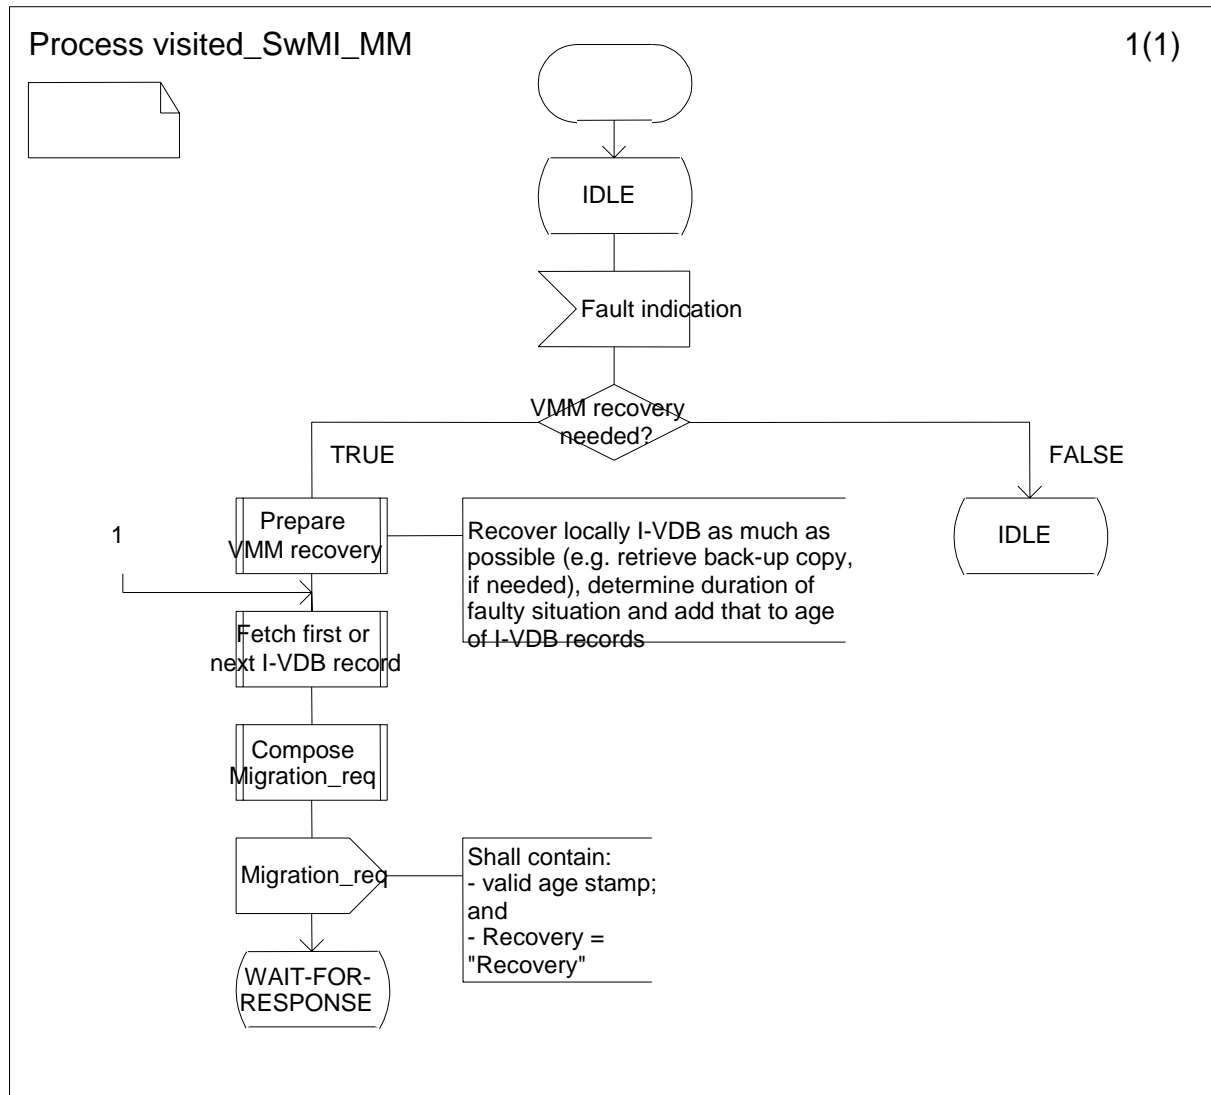 Process visited_SwMI_MM
1(1)
IDLE
Fault indication
VMM recovery
needed?
TRUE
FALSE
1
Prepare
VMM recovery
Recover locally I-VDB as much as
possible (e.g. retrieve back-up copy,
if needed), determine duration of
faulty situation and add that to age
of I-VDB records
IDLE
Fetch first or
next I-VDB record
Compose
Migration_req
Migration_req
Shall contain:
- valid age stamp;
and
- Recovery =
"Recovery"
WAIT-FOR-
RESPONSE